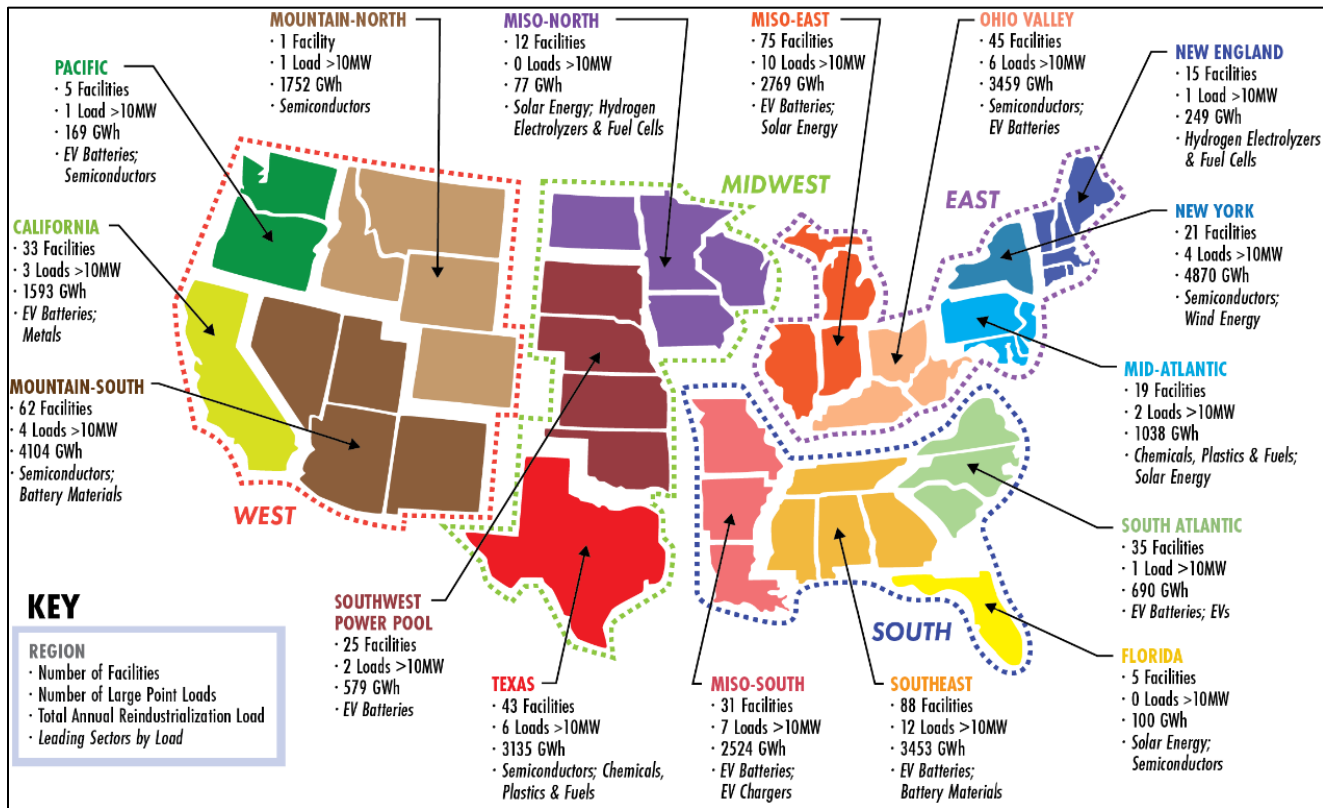 MOUNTAIN-NORTH
· 1 Facility
· 1 Load >10MW
· 1752 GWh
· Semiconductors
MISO-NORTH
· 12 Facilities
· 0 Loads >10MW
· 77 GWh
· Solar Energy; Hydrogen
Electrolyzers & Fuel Cells
MISO-EAST
· 75 Facilities
· 10 Loads >10MW
· 2769 GWh
· EV Batteries;
Solar Energy
OHIO VALLEY
· 45 Facilities
· 6 Loads >10MW
· 3459 GWh
· Semiconductors;
EV Batteries
NEW ENGLAND
· 15 Facilities
· 1 Load >10MW
· 249 GWh
· Hydrogen Electrolyzers
& Fuel Cells
PACIFIC
· 5 Facilities
· 1 Load >10MW
· 169 GWh
· EV Batteries;
Semiconductors
MIDWEST
EAST
NEW YORK
· 21 Facilities
· 4 Loads >10MW
· 4870 GWh
· Semiconductors;
Wind Energy
CALIFORNIA
· 33 Facilities
· 3 Loads >10MW
· 1593 GWh
· EV Batteries;
Metals
MID-ATLANTIC
· 19 Facilities
· 2 Loads >10MW
· 1038 GWh
· Chemicals, Plastics & Fuels;
Solar Energy
MOUNTAIN-SOUTH
· 62 Facilities
· 4 Loads >10MW
· 4104 GWh
· Semiconductors;
Battery Materials
WEST
SOUTH ATLANTIC
· 35 Facilities
· 1 Load >10MW
· 690 GWh
· EV Batteries; EVs
SOUTH
KEY
REGION
· Number of Facilities
· Number of Large Point Loads
· Total Annual Reindustrialization Load
· Leading Sectors by Load
SOUTHWEST
POWER POOL
· 25 Facilities
· 2 Loads >10MW
· 579 GWh
· EV Batteries
TEXAS
· 43 Facilities
· 6 Loads >10MW
· 3135 GWh
· Semiconductors; Chemicals,
Plastics & Fuels
MISO-SOUTH
· 31 Facilities
· 7 Loads >10MW
· 2524 GWh
· EV Batteries;
EV Chargers
SOUTHEAST
· 88 Facilities
· 12 Loads >10MW
· 3453 GWh
· EV Batteries;
Battery Materials
FLORIDA
· 5 Facilities
· 0 Loads >10MW
· 100 GWh
· Solar Energy;
Semiconductors